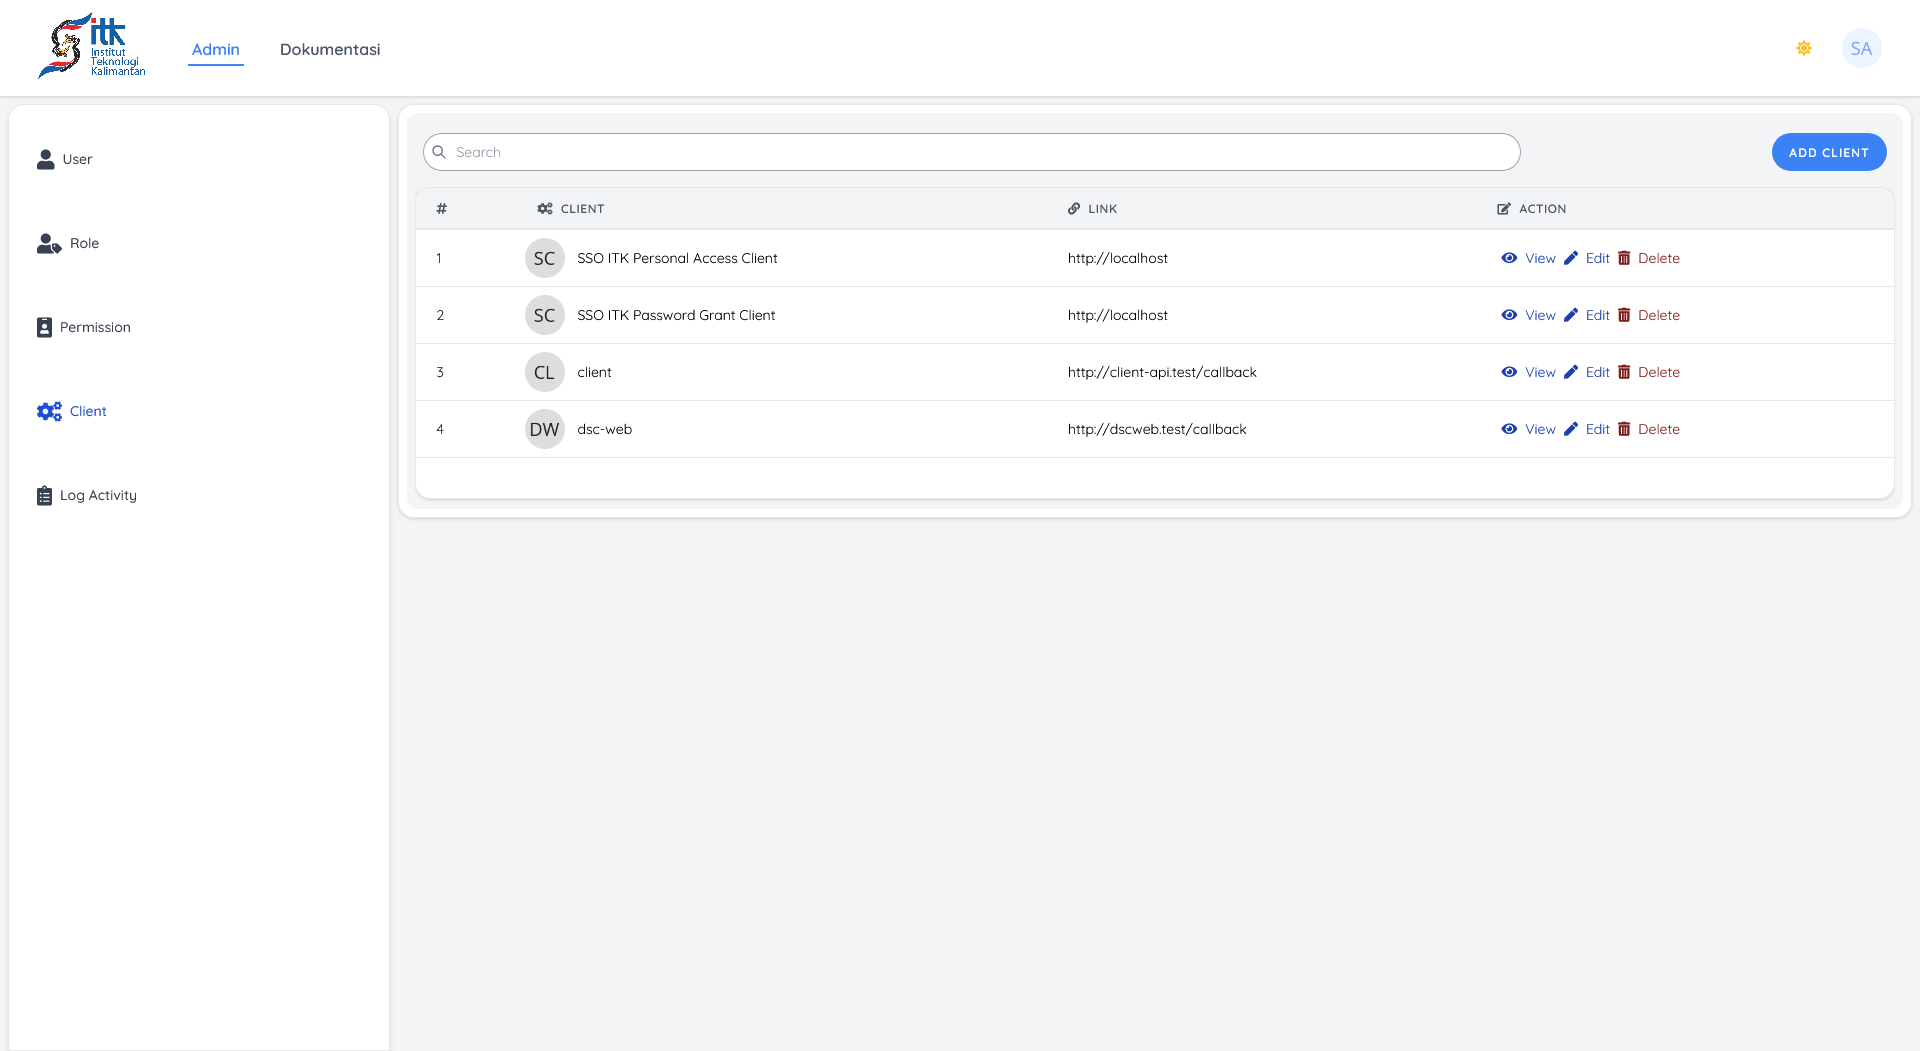 itk
Institut
Teknologi
Kalimantan
Admin Dokumentasi
SA
User
Role
Permission
Client
Log Activity
Search
ADD CLIENT
# CLIENT LINK ACTION
1 SC SSO ITK Personal Access Client http://localhost View Edit Delete
2 SC SSO ITK Password Grant Client http://localhost View Edit Delete
3 CL client http://client-api.test/callback View Edit Delete
4 DW dsc-web http://dscweb.test/callback View Edit Delete